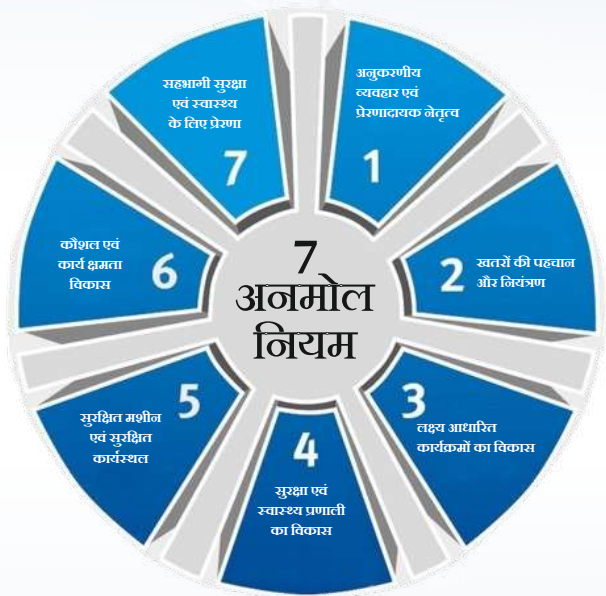 7
अनमोल
नियम
अनुकरणीय
व्यवहार एवं
प्रेरणादायक नेतृत्व
1
2
खतरों की पहचान
और नियंत्रण
3
लक्ष्य आधारित
कार्यक्रमों का विकास
4
सुरक्षा एवं
स्वास्थ्य प्रणाली
का विकास
5
सुरक्षित मशीन
एवं सुरक्षित
कार्यस्थल
6
कौशल एवं
कार्य क्षमता
विकास
सहभागी सुरक्षा
एवं स्वास्थ्य
के लिए प्रेरणा
7